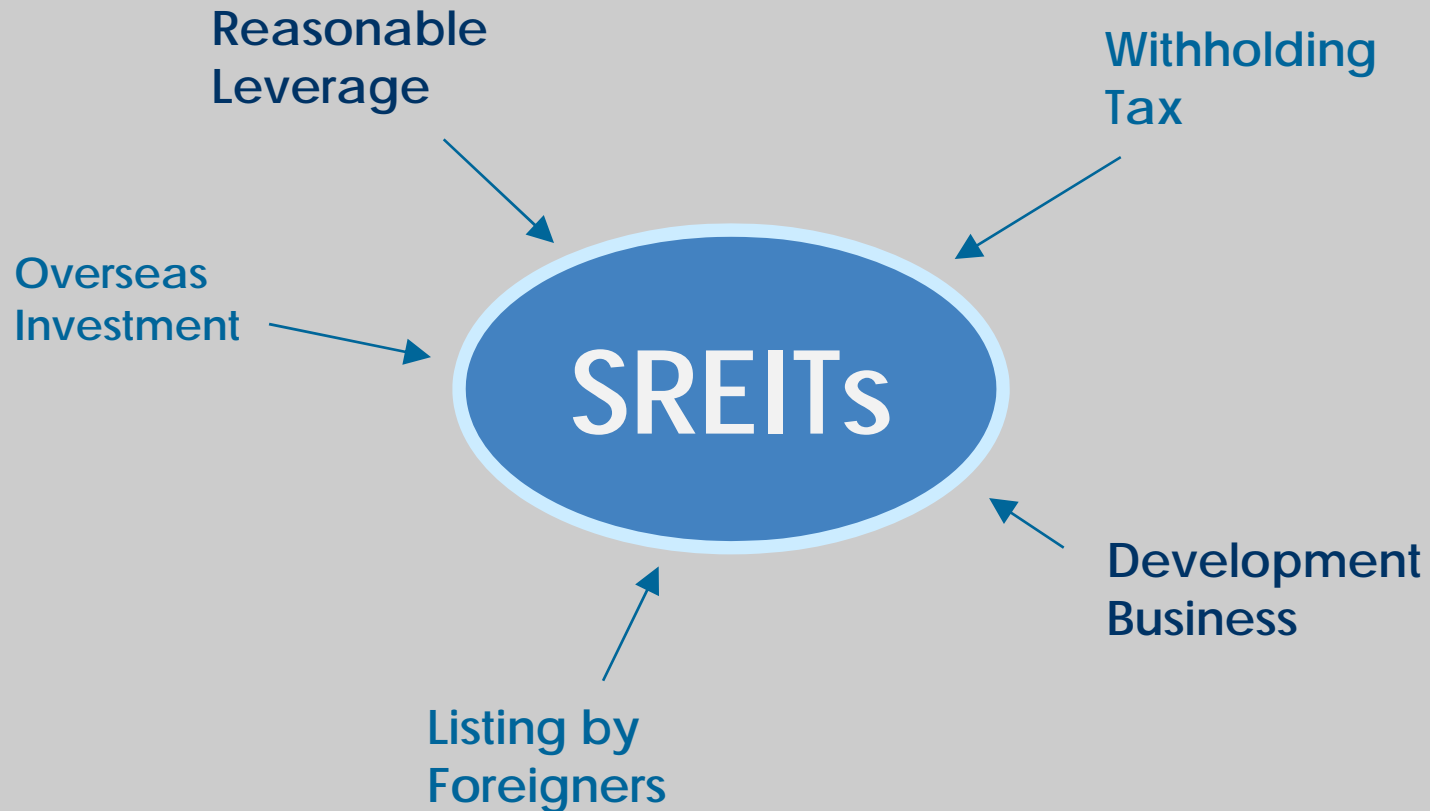 Reasonable
Leverage
Withholding
Tax
Overseas
Investment
SREITs
Development
Business
Listing by
Foreigners